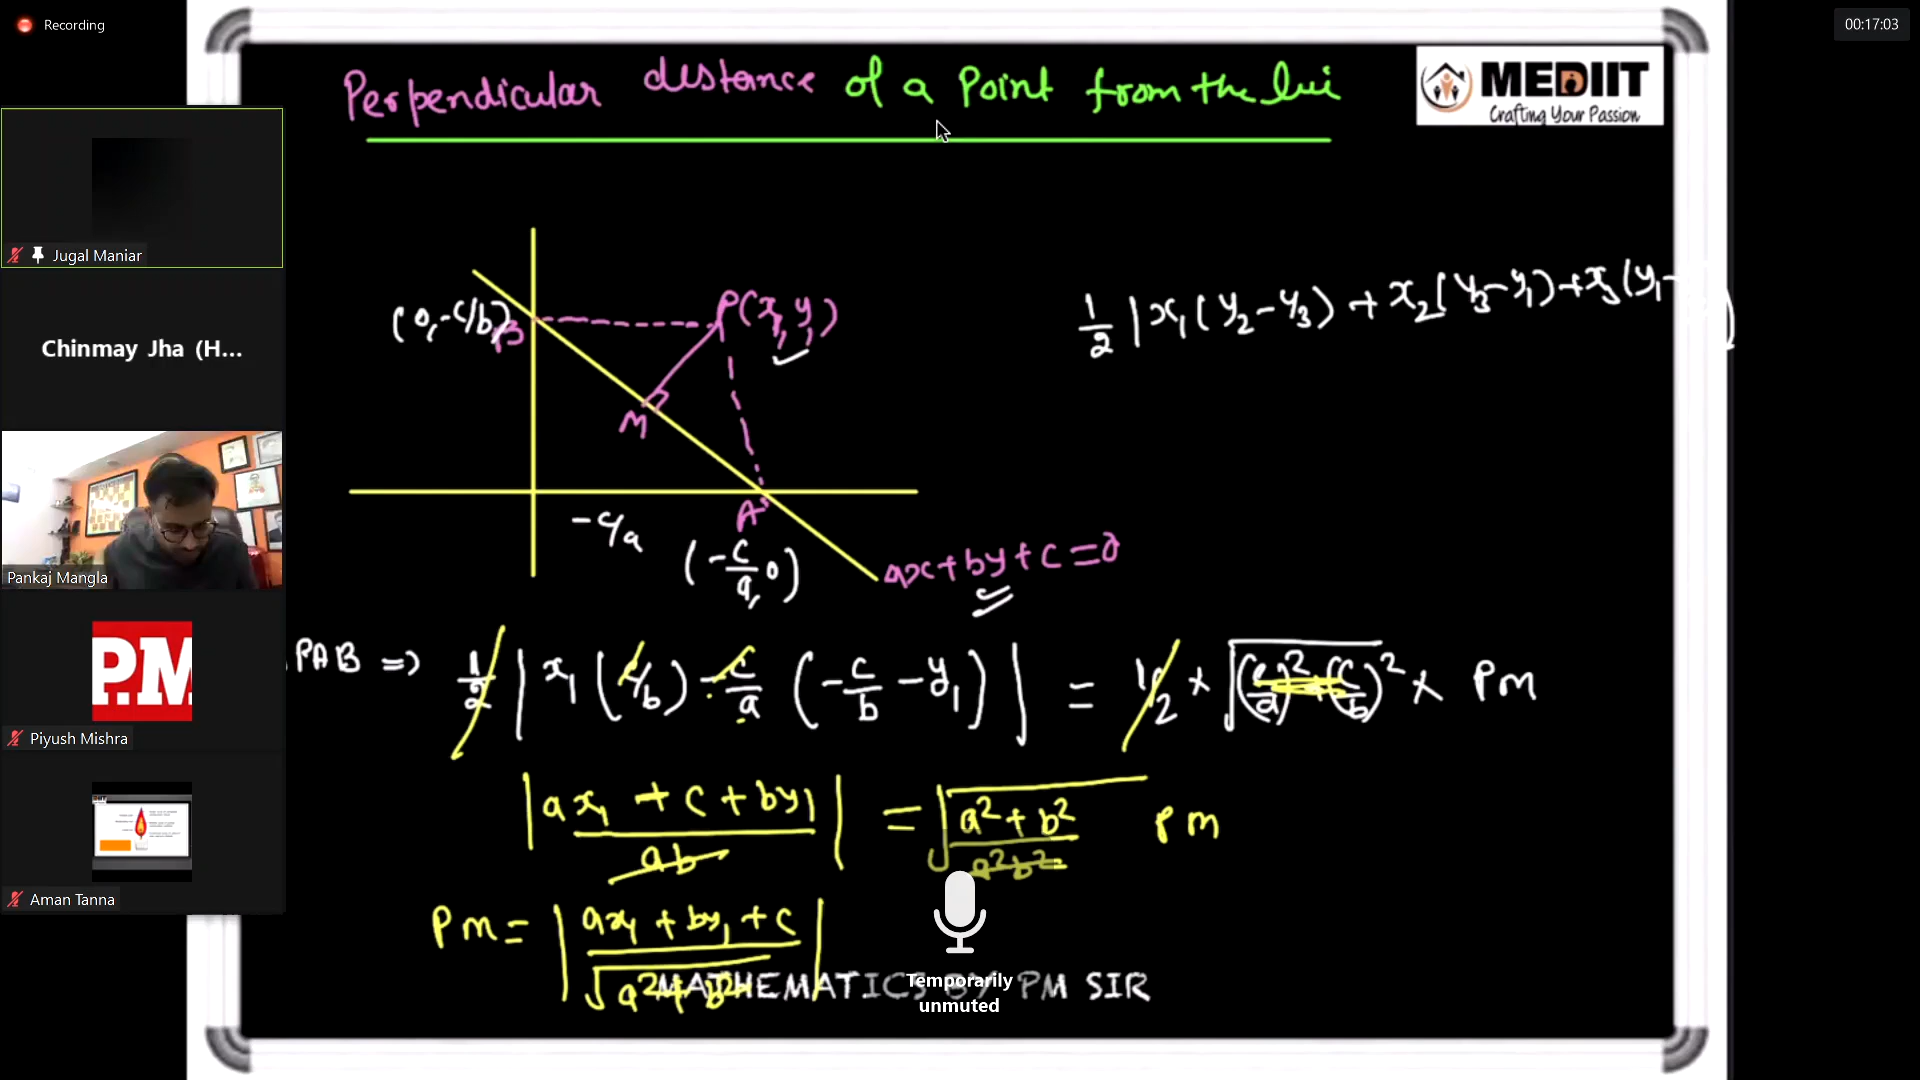 Recording
00:17:03
Perpendicular distance of a Point from the line
MEDIIT
Crafting Your Passion
Jugal Maniar
Chinmay Jha (H...
Pankaj Mangla
P.M.
Piyush Mishra
Aman Tanna
(0, -c/b)
B
P(x₁, y₁)
1/2 |x₁(y₂-y₃) + x₂(y₃-y₁) + x₃(y₁-
M
A
-c/a
(-c/a, 0)
ax+by+c=0
PAB => 1/2 |x₁(c/b) - c/a (-c/b - y₁)| = 1/2 × √((c/a)² + (c/b)²) × PM
|(ax₁ + c + by₁)/ab| = √((a²+b²)/(a²b²)) PM
PM = |(ax₁ + by₁ + c)/√(a²+b²)|
MATHEMATICS BY PM SIR
Temporarily
unmuted